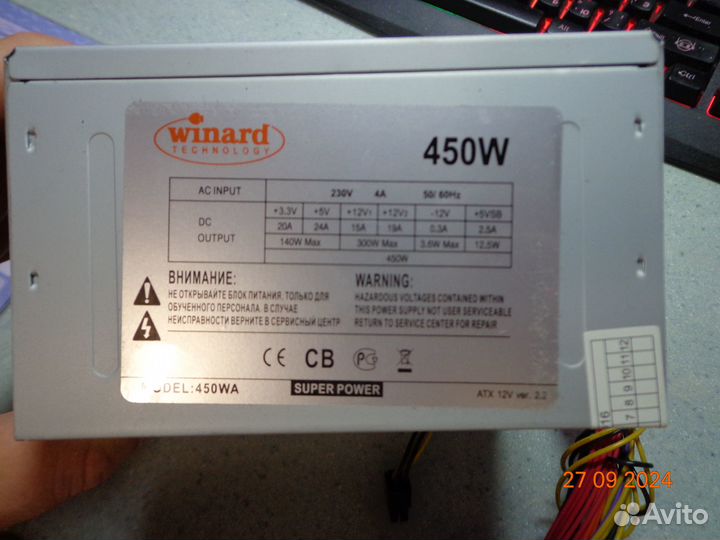 winard
TECHNOLOGY
450W
AC INPUT 230V 4A 50/ 60Hz
DC OUTPUT
+3.3V +5V +12V1 +12V2 -12V +5VSB
20A 24A 15A 19A 0.3A 2.5A
140W Max 300W Max 3.6W Max 12.5W
450W
ВНИМАНИЕ:
НЕ ОТКРЫВАЙТЕ БЛОК ПИТАНИЯ, ТОЛЬКО ДЛЯ
ОБУЧЕННОГО ПЕРСОНАЛА. В СЛУЧАЕ
НЕИСПРАВНОСТИ ВЕРНИТЕ В СЕРВИСНЫЙ ЦЕНТР
WARNING:
HAZARDOUS VOLTAGES CONTAINED WITHIN
THIS POWER SUPPLY NOT USER SERVICEABLE
RETURN TO SERVICE CENTER FOR REPAIR
CE CB
MODEL:450WA
SUPER POWER
ATX 12V ver. 2.2
16
7 8 9 10 11 12
27 09 2024
Avito